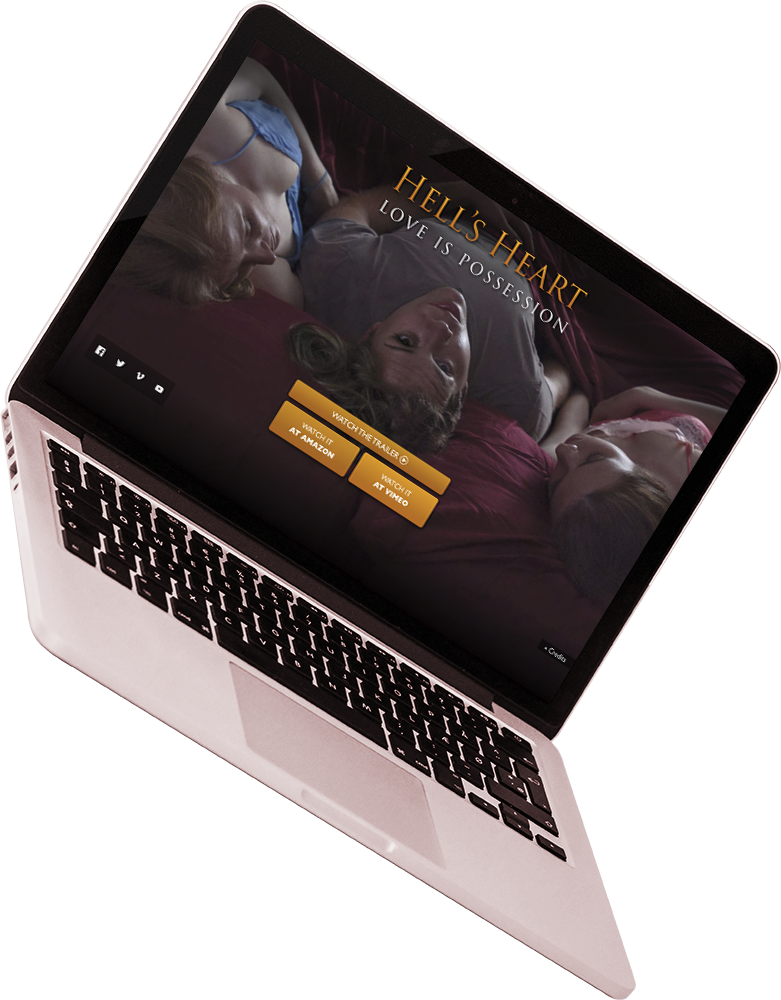 HELL'S HEART
LOVE IS POSSESSION
WATCH THE TRAILER
WATCH IT
AT AMAZON
WATCH IT
AT VIMEO
Credits